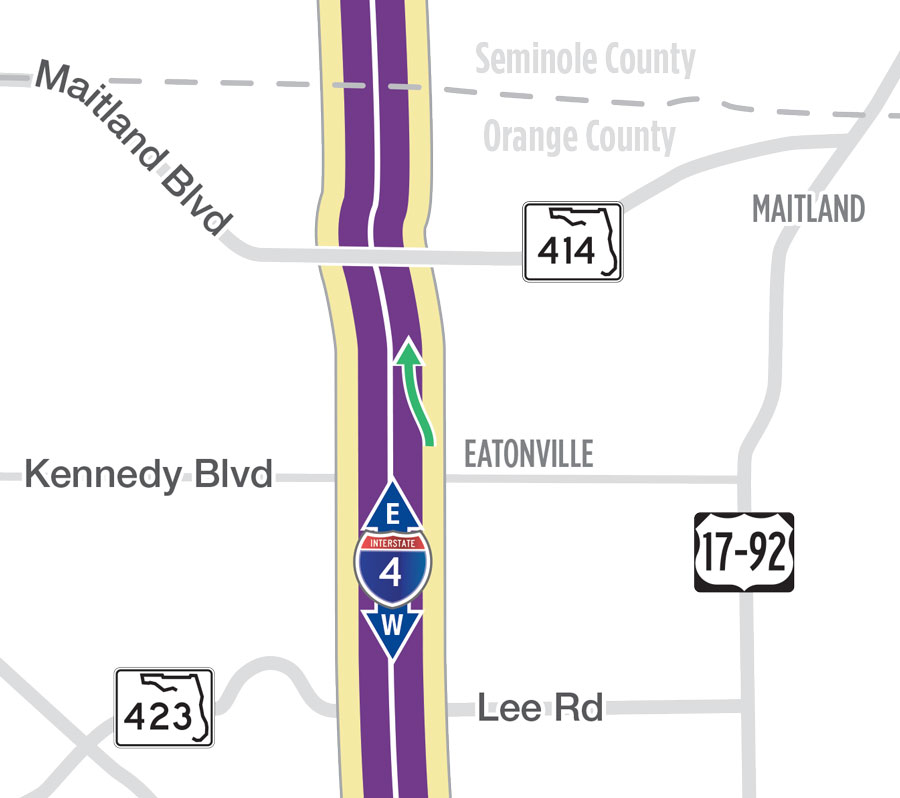 Seminole County
Maitland Blvd
Orange County
MAITLAND
414
EATONVILLE
Kennedy Blvd
E
INTERSTATE
4
W
17-92
423
Lee Rd